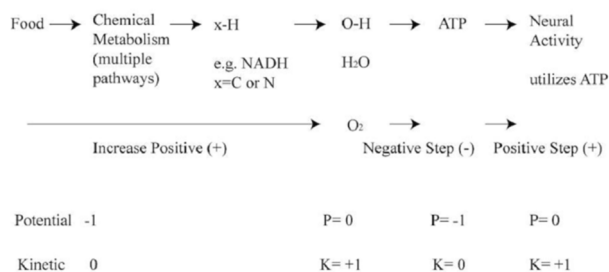 Food → Chemical Metabolism (multiple pathways) → x-H → O-H → ATP → Neural Activity
e.g. NADH x=C or N
H₂O
utilizes ATP
O₂
Increase Positive (+) Negative Step (-) Positive Step (+)
Potential -1 P= 0 P= -1 P= 0
Kinetic 0 K= +1 K= 0 K= +1